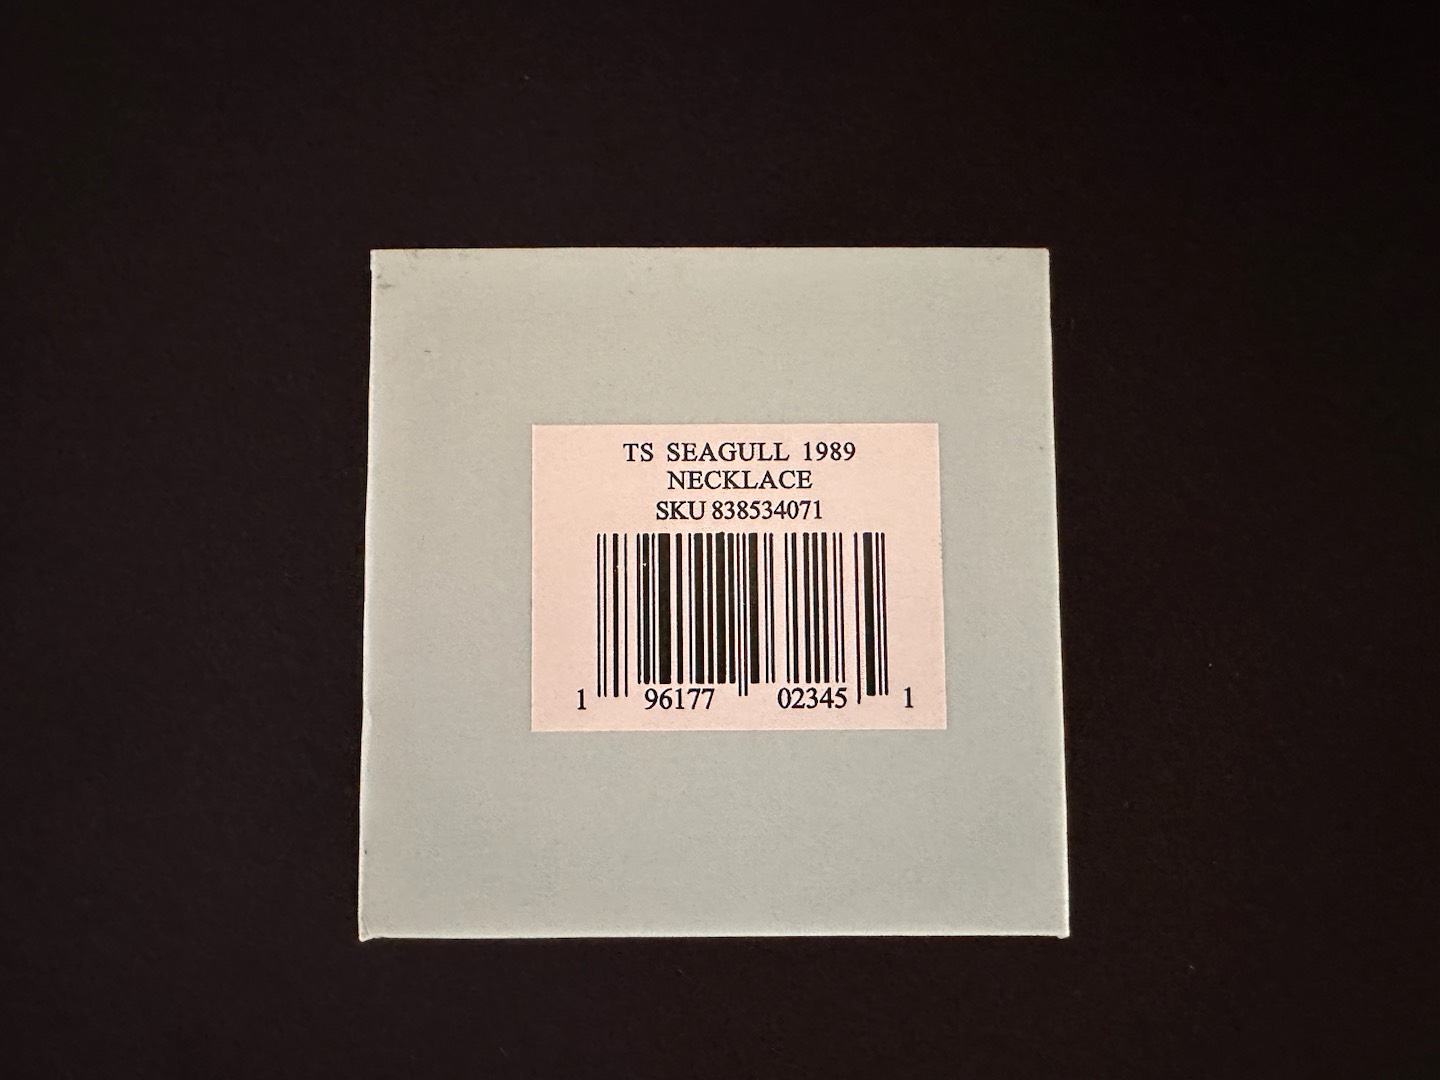 TS SEAGULL 1989
NECKLACE
SKU 838534071
1 96177 02345 1